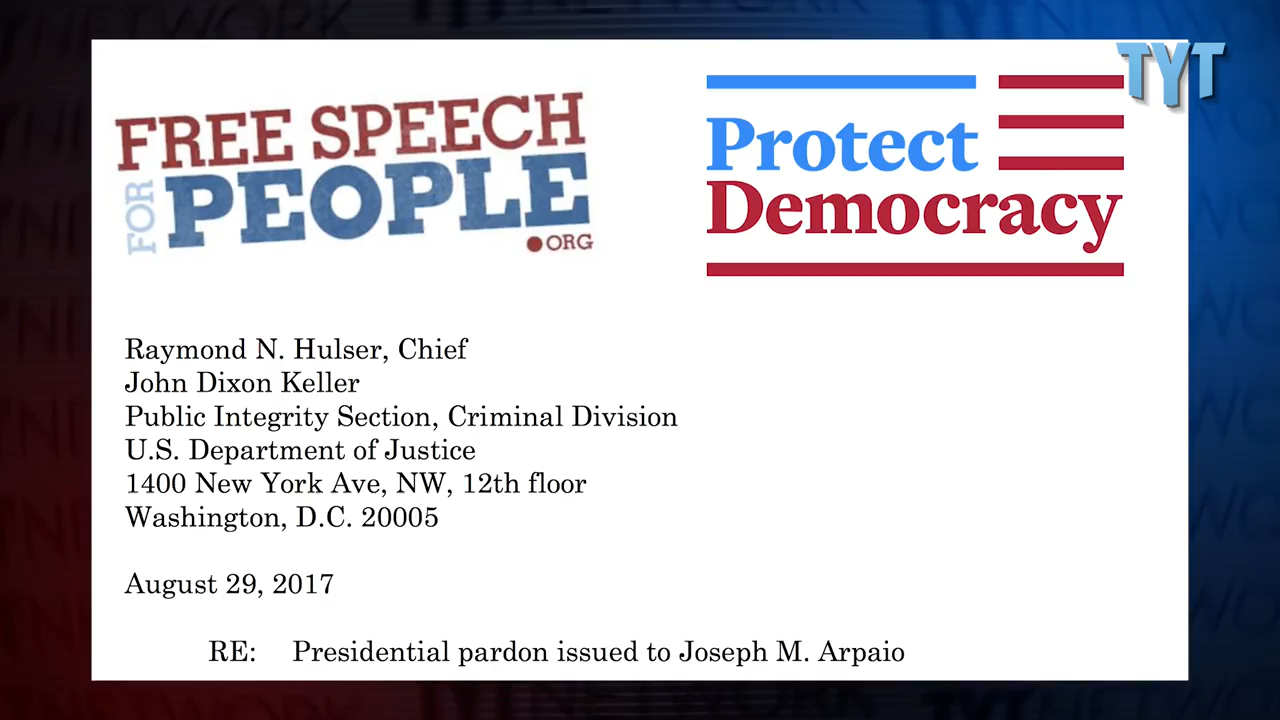 TYT
FREE SPEECH
FOR
PEOPLE
.ORG
Protect
Democracy
Raymond N. Hulser, Chief
John Dixon Keller
Public Integrity Section, Criminal Division
U.S. Department of Justice
1400 New York Ave, NW, 12th floor
Washington, D.C. 20005
August 29, 2017
RE: Presidential pardon issued to Joseph M. Arpaio